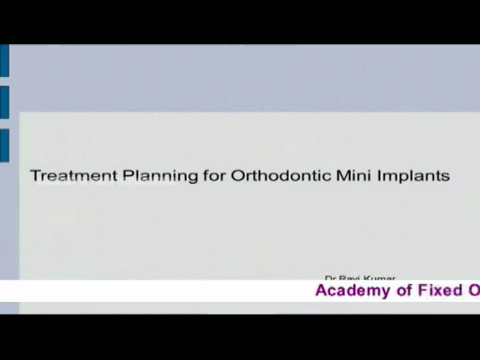 Treatment Planning for Orthodontic Mini Implants
Dr Ravi Kumar
Academy of Fixed O